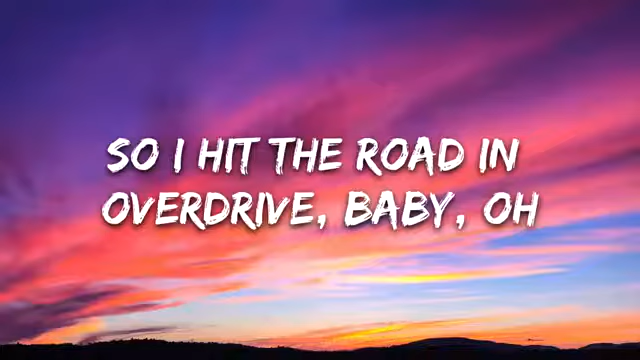 SO I HIT THE ROAD IN
OVERDRIVE, BABY, OH